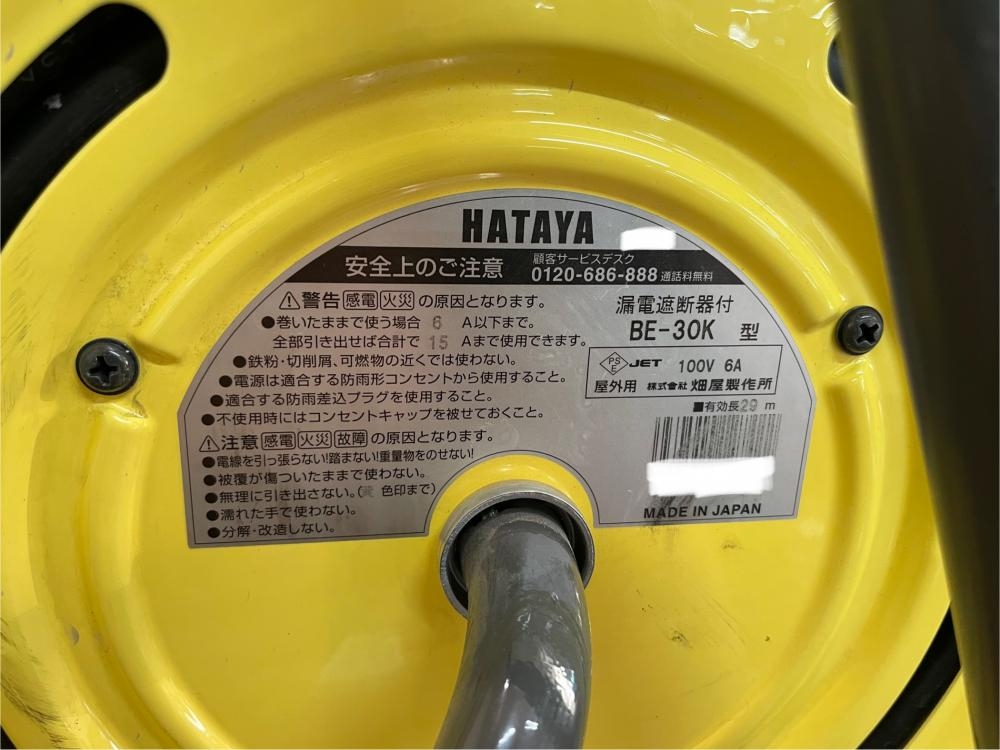 HATAYA
安全上のご注意
顧客サービスデスク
0120-686-888 通話料無料
⚠警告 感電 火災 の原因となります。
●巻いたままで使う場合 6 A以下まで。
全部引き出せば合計で 15 Aまで使用できます。
●鉄粉・切削屑、可燃物の近くでは使わない。
●電源は適合する防雨形コンセントから使用すること。
●適合する防雨差込プラグを使用すること。
●不使用時にはコンセントキャップを被せておくこと。
⚠注意 感電 火災 故障 の原因となります。
●電線を引っ張らない!踏まない!重量物をのせない!
●被覆が傷ついたままで使わない。
●無理に引き出さない。(黄 色印まで)
●濡れた手で使わない。
●分解・改造しない。
漏電遮断器付
BE-30K 型
PSE JET 100V 6A
屋外用 株式会社 畑屋製作所
■有効長29 m
MADE IN JAPAN